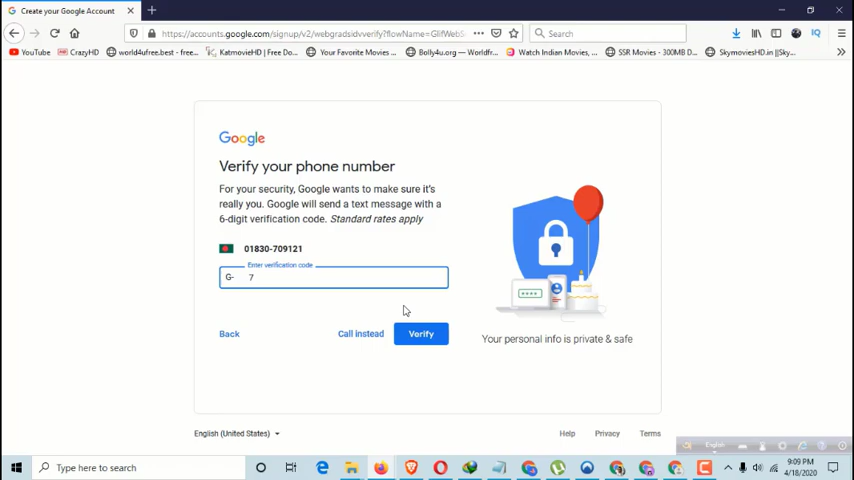 Create your Google Account
https://accounts.google.com/signup/v2/webgradsidvverify?flowName=GlifWebS
Search
YouTube
CrazyHD
world4ufree.best - free...
KatmovieHD | Free Do...
Your Favorite Movies...
Bolly4u.org — Worldfr...
Watch Indian Movies,...
SSR Movies - 300MB D...
SkymoviesHD.in ||Sky...
Google
Verify your phone number
For your security, Google wants to make sure it's
really you. Google will send a text message with a
6-digit verification code. Standard rates apply
01830-709121
Enter verification code
G- 7
Back
Call instead
Verify
Your personal info is private & safe
English (United States)
Help
Privacy
Terms
English
Type here to search
9:09 PM
4/18/2020